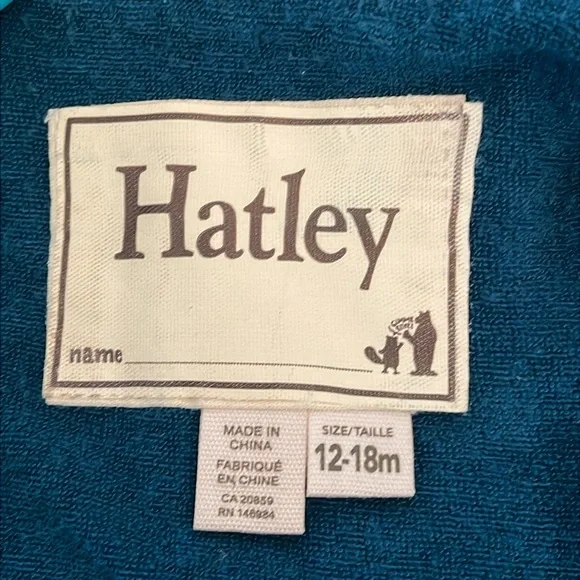 Hatley
name
MADE IN
CHINA
FABRIQUÉ
EN CHINE
CA 20859
RN 146984
SIZE/TAILLE
12-18m